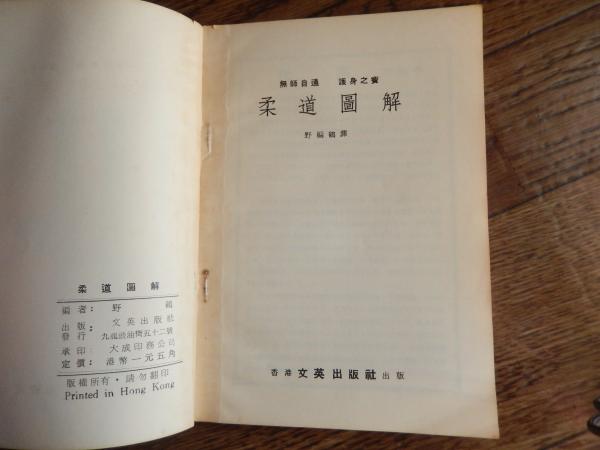 柔道圖解
編者：野鶴
出版：文英出版社
發行 九龍豉油街五十二號
承印：大成印務公司
定價：港幣一元五角
版權所有・請勿翻印
Printed in Hong Kong
無師自通 護身之寶
柔道圖解
野編鶴譯
香港文英出版社出版